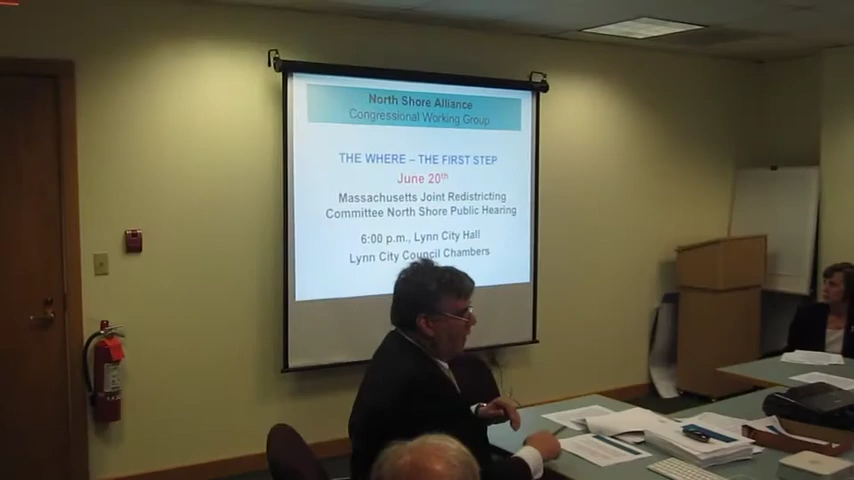 North Shore Alliance
Congressional Working Group
THE WHERE – THE FIRST STEP
June 20th
Massachusetts Joint Redistricting
Committee North Shore Public Hearing
6:00 p.m., Lynn City Hall
Lynn City Council Chambers